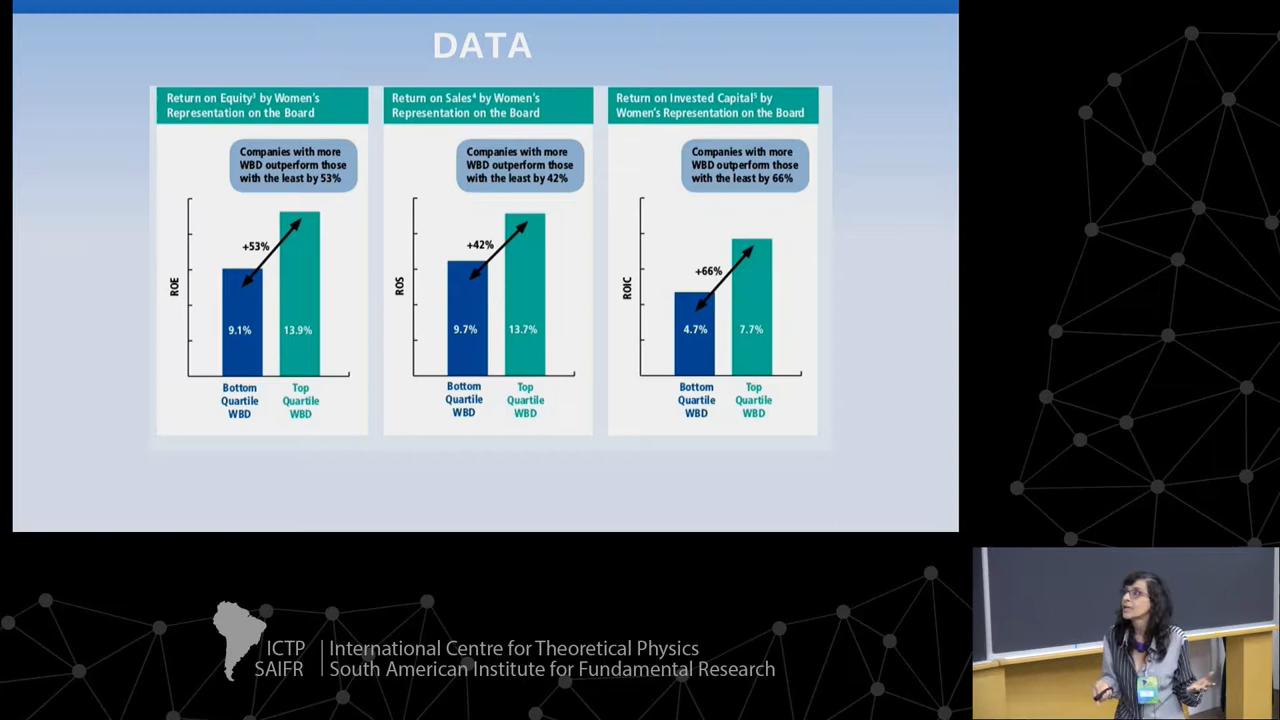 DATA
Return on Equity³ by Women's
Representation on the Board
Companies with more
WBD outperform those
with the least by 53%
+53%
ROE
9.1%
13.9%
Bottom
Quartile
WBD
Top
Quartile
WBD
Return on Sales⁴ by Women's
Representation on the Board
Companies with more
WBD outperform those
with the least by 42%
+42%
ROS
9.7%
13.7%
Bottom
Quartile
WBD
Top
Quartile
WBD
Return on Invested Capital⁵ by
Women's Representation on the Board
Companies with more
WBD outperform those
with the least by 66%
+66%
ROIC
4.7%
7.7%
Bottom
Quartile
WBD
Top
Quartile
WBD
ICTP
SAIFR
International Centre for Theoretical Physics
South American Institute for Fundamental Research